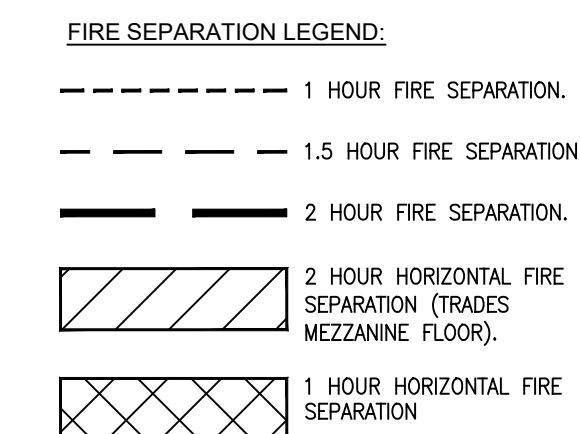 FIRE SEPARATION LEGEND:
1 HOUR FIRE SEPARATION.
1.5 HOUR FIRE SEPARATION
2 HOUR FIRE SEPARATION.
2 HOUR HORIZONTAL FIRE
SEPARATION (TRADES
MEZZANINE FLOOR).
1 HOUR HORIZONTAL FIRE
SEPARATION